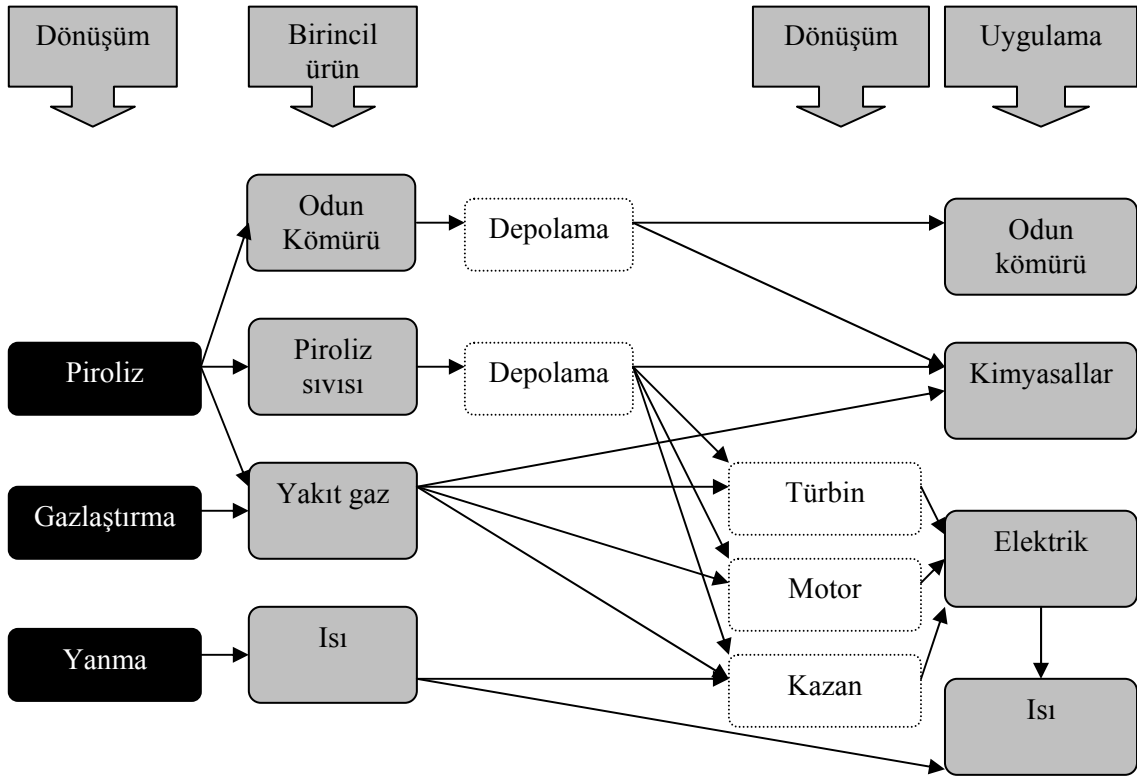 Dönüşüm
Birincil
ürün
Dönüşüm
Uygulama
Odun
Kömürü
Depolama
Odun
kömürü
Piroliz
Piroliz
sıvısı
Depolama
Kimyasallar
Gazlaştırma
Yakıt gaz
Türbin
Elektrik
Motor
Yanma
Isı
Kazan
Isı